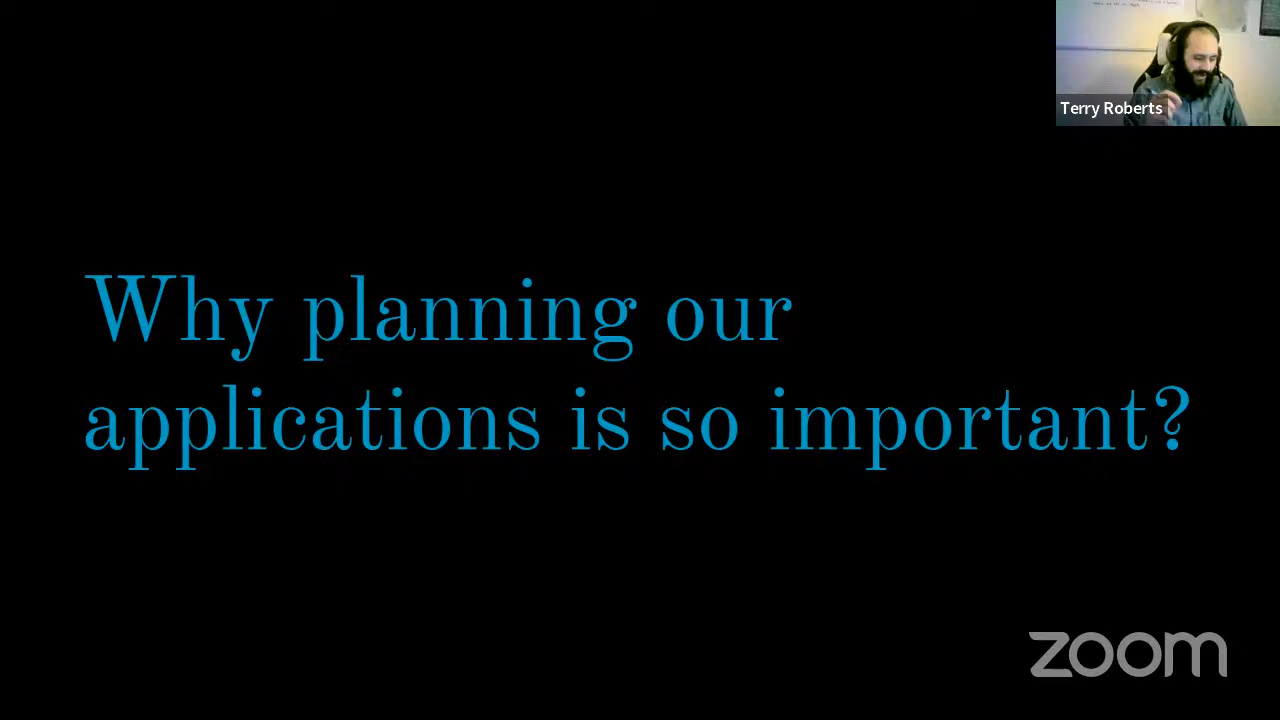 Terry Roberts
Why planning our
applications is so important?
zoom